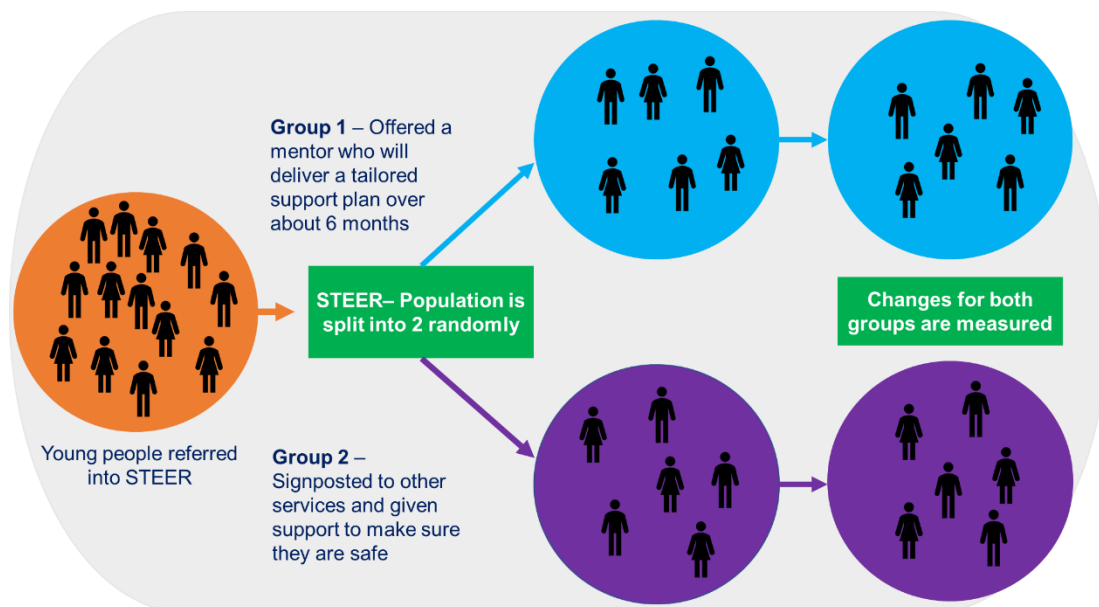 Group 1 – Offered a
mentor who will
deliver a tailored
support plan over
about 6 months
STEER– Population is
split into 2 randomly
Changes for both
groups are measured
Young people referred
into STEER
Group 2 –
Signposted to other
services and given
support to make sure
they are safe